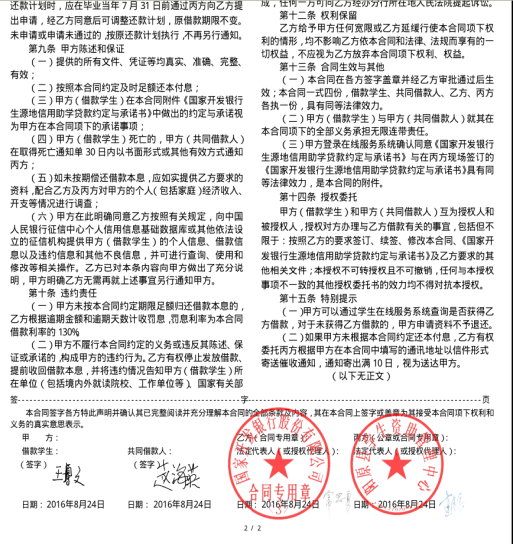 还款计划时，应在毕业当年 7 月 31 日前通过丙方向乙方提
出申请，经乙方同意后可调整还款计划，原借款期限不变。
未申请或申请未通过的,按原还款计划执行,不再另行通知。
第九条 甲方陈述和保证
（一）提供的所有文件、凭证等均真实、准确、完整、
有效；
（二）按照本合同约定及时足额还本付息；
（三）甲方（借款学生）在本合同附件《国家开发银行
生源地信用助学贷款约定与承诺书》中做出的约定与承诺视
为甲方在本合同项下的承诺事项；
（四）甲方（借款学生）死亡的，甲方（共同借款人）
在取得死亡通知单 30 日内以书面形式或其他有效方式通知
丙方；
（五）如未按期偿还借款本息，应如实提供乙方要求的
资料，配合乙方及丙方对甲方的个人(包括家庭)经济收入、
开支等情况进行调查；
（六）甲方在此明确同意乙方按照有关规定，向中国
人民银行征信中心个人信用信息基础数据库或其他依法设
立的征信机构提供甲方（借款学生）的个人信息、借款信
息以及违约信息和其他不良信息，并可进行查询、使用和
修改等相关操作。乙方已对本条内容向甲方做出了充分说
明，甲方明确乙方无需再就上述事宜另行通知甲方。
第十条 违约责任
（一）甲方未按本合同约定期限足额归还借款本息的，
乙方根据逾期金额和逾期天数计收罚息,罚息利率为本合同
借款利率的 130%
（二）甲方不履行本合同约定的义务或违反其陈述、保
证或承诺的,构成甲方的违约行为。乙方有权停止发放借款、
提前收回借款本息，并将违约情况告知甲方(借款学生)所
在单位（包括境内外就读院校、工作单位等）、国家有关部
成，任何一方可向乙方经办分行所在地人民法院提起诉讼。
第十二条 权利保留
乙方给予甲方任何宽限或乙方延缓行使本合同项下权
利的情形，均不影响乙方依本合同和法律、法规而享有的一
切权益，不应视为乙方放弃本合同项下权利、权益。
第十三条 合同生效与其他
（一）本合同在各方签字盖章并经乙方审批通过后生
效；本合同一式四份，借款学生、共同借款人、乙方、丙方
各执一份，具有同等法律效力。
（二）甲方（借款学生）与甲方（共同借款人）就其在
本合同项下的全部义务承担无限连带责任。
（三）甲方登录在线服务系统确认同意《国家开发银行
生源地信用助学贷款约定与承诺书》与在丙方现场签订的
《国家开发银行生源地信用助学贷款约定与承诺书》具有同
等法律效力，是本合同的附件。
第十四条 授权委托
甲方（借款学生）和甲方（共同借款人）互为授权人和
被授权人，授权对方办理与乙方借款有关的事宜，包括但不
限于：按照乙方的要求签订、续签、修改本合同、《国家开
发银行生源地信用助学贷款约定与承诺书》及乙方要求的其
他相关文件；本授权不可转授且不可撤销，任何与本授权
事项不一致的其他授权委托书的效力均不得对抗本授权。
第十五条 特别提示
（一)甲方可以通过学生在线服务系统查询是否获得乙
方借款，对于未获得乙方借款的，甲方申请资料不予退还。
（二）如果甲方未根据本合同约定还本付息，乙方有权
委托丙方根据甲方在本合同中填写的通讯地址以信件形式
寄送催收通知，通知寄出满 10 日，视为送达甲方。
（以下无正文）
签 字 页
本合同签字各方特此声明并确认其已完整阅读并充分理解本合同的全部条款及内容,其在本合同上签字或盖章为其接受本合同项下权利和
义务的真实意思表示。
甲 方：
乙方（合同专用章）：
丙方（公章或合同专用章）：
借款学生：
共同借款人：
法定代表人（或授权代理人）：
法定代表人（或授权代理人）：
（签字）
（签字）
合同专用章
日期：2016年8月24日
日期：2016年8月24日
日期：2016年8月24日
日期：2016年8月24日
2 / 2